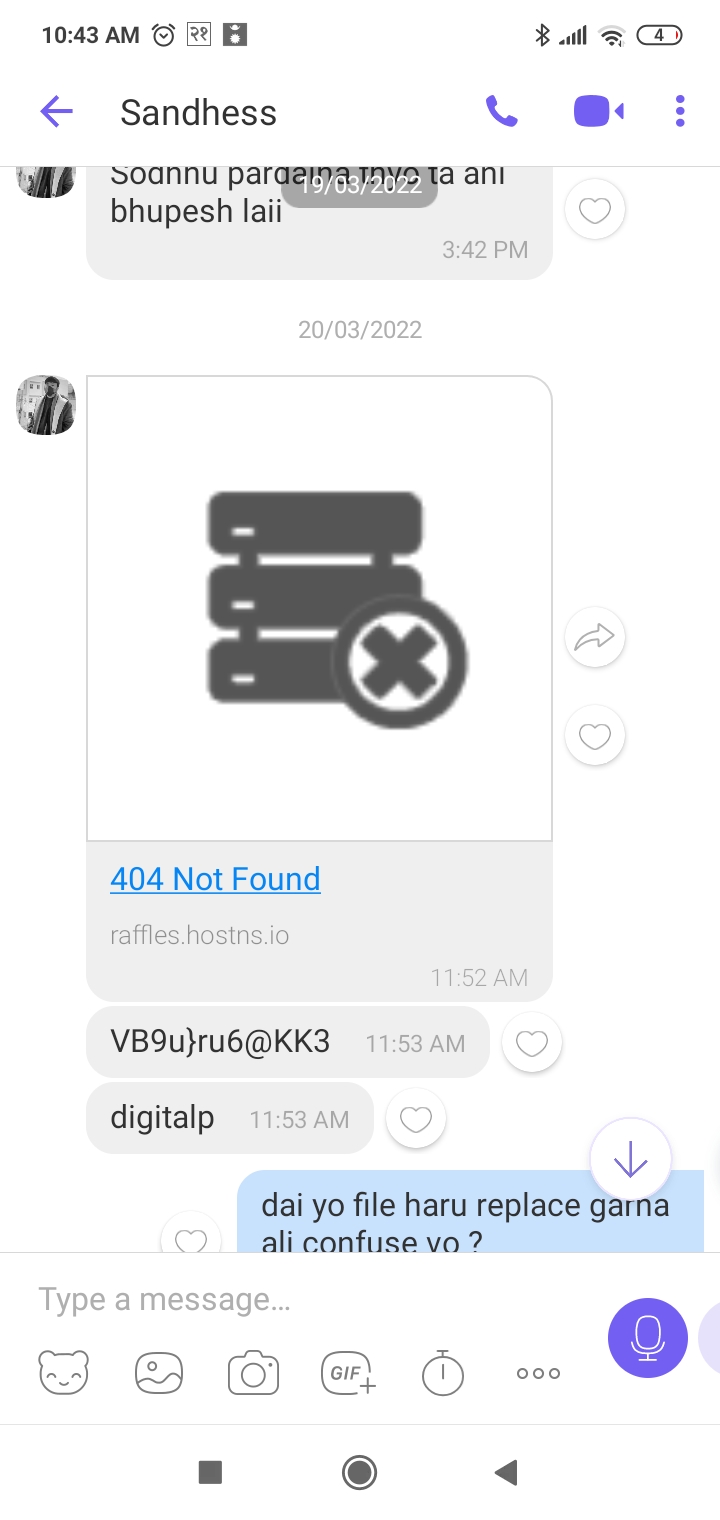 10:43 AM २१ 4
Sandhess
Sodhnu pardaina thyo ta ani
19/03/2022
bhupesh laii
3:42 PM
20/03/2022
404 Not Found
raffles.hostns.io
11:52 AM
VB9u}ru6@KK3 11:53 AM
digitalp 11:53 AM
dai yo file haru replace garna
ali confuse vo ?
Type a message...
GIF